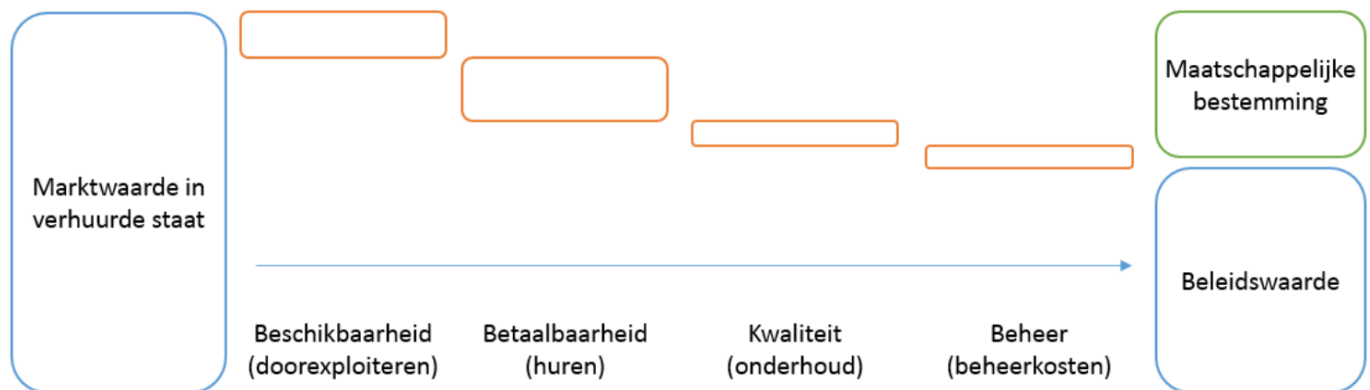 Marktwaarde in
verhuurde staat
Maatschappelijke
bestemming
Beleidswaarde
Beschikbaarheid
(doorexploiteren)
Betaalbaarheid
(huren)
Kwaliteit
(onderhoud)
Beheer
(beheerkosten)